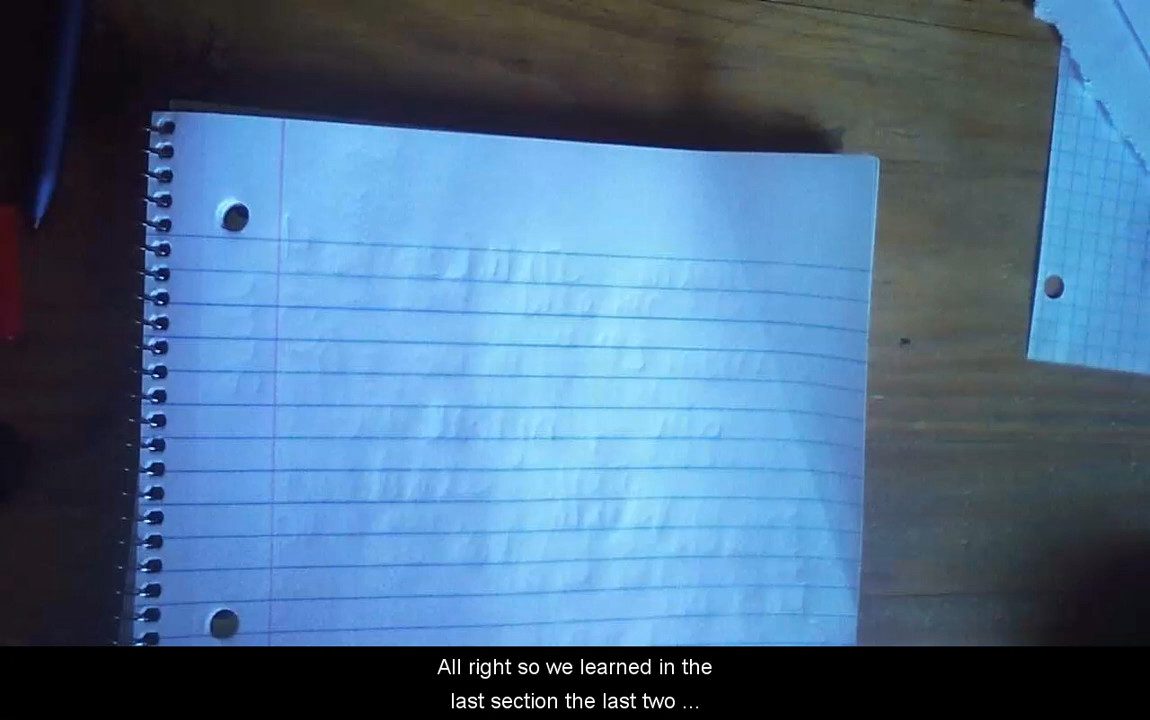 All right so we learned in the
last section the last two ...